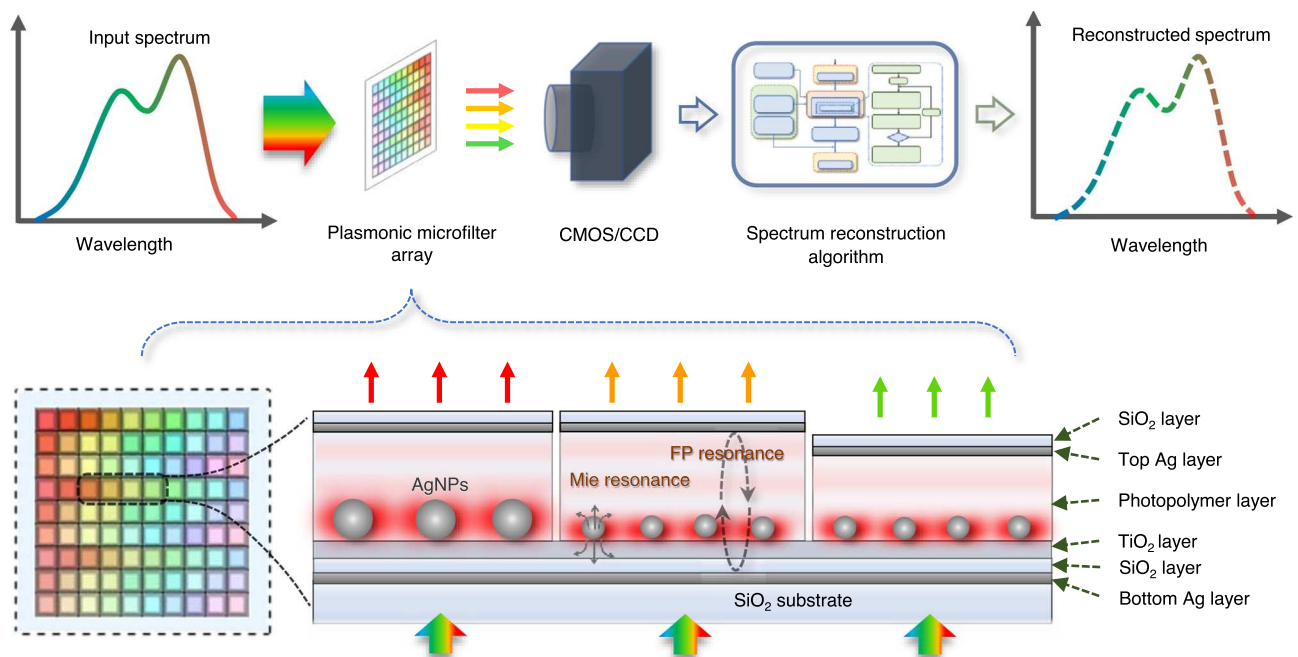 Input spectrum
Wavelength
Plasmonic microfilter
array
CMOS/CCD
Spectrum reconstruction
algorithm
Reconstructed spectrum
Wavelength
AgNPs
Mie resonance
FP resonance
SiO₂ substrate
SiO₂ layer
Top Ag layer
Photopolymer layer
TiO₂ layer
SiO₂ layer
Bottom Ag layer